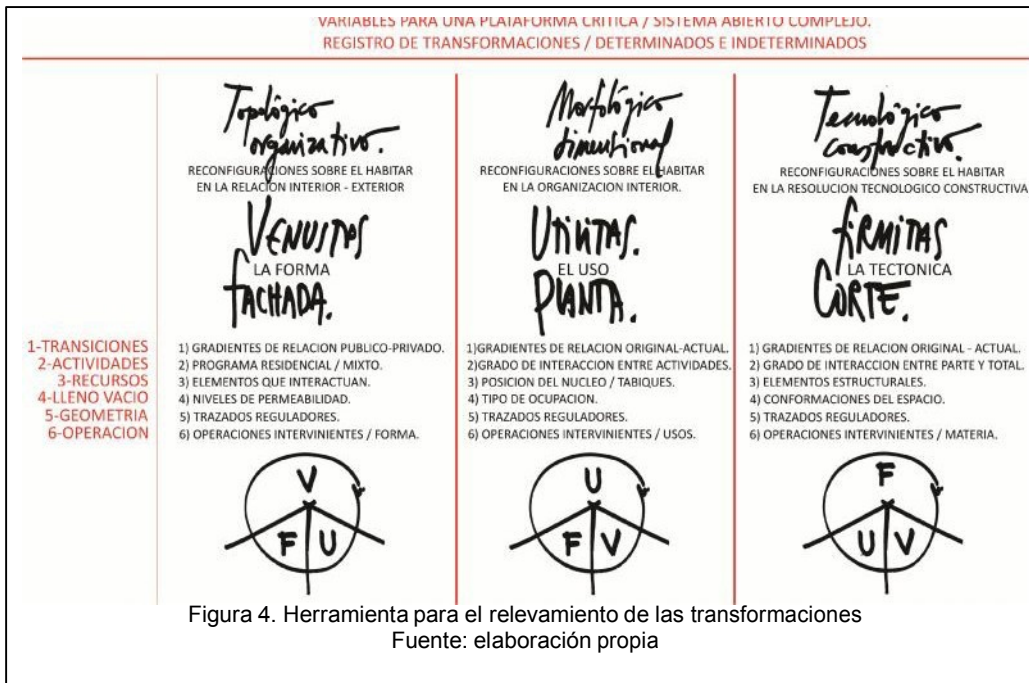 VARIABLES PARA UNA PLATAFORMA CRITICA / SISTEMA ABIERTO COMPLEJO.
REGISTRO DE TRANSFORMACIONES / DETERMINADOS E INDETERMINADOS
Topológico
organizativo.
RECONFIGURACIONES SOBRE EL HABITAR
EN LA RELACION INTERIOR - EXTERIOR
VENUSTAS
LA FORMA
FACHADA.
Morfológico
dimensional
RECONFIGURACIONES SOBRE EL HABITAR
EN LA ORGANIZACION INTERIOR.
UTILITAS.
EL USO
PLANTA.
Tecnológico
constructivo.
RECONFIGURACIONES SOBRE EL HABITAR
EN LA RESOLUCION TECNOLOGICO CONSTRUCTIVA
FIRMITAS
LA TECTONICA
CORTE.
1-TRANSICIONES
2-ACTIVIDADES
3-RECURSOS
4-LLENO VACIO
5-GEOMETRIA
6-OPERACION
1) GRADIENTES DE RELACION PUBLICO-PRIVADO.
2) PROGRAMA RESIDENCIAL / MIXTO.
3) ELEMENTOS QUE INTERACTUAN.
4) NIVELES DE PERMEABILIDAD.
5) TRAZADOS REGULADORES.
6) OPERACIONES INTERVINIENTES / FORMA.
1)GRADIENTES DE RELACION ORIGINAL-ACTUAL.
2)GRADO DE INTERACCION ENTRE ACTIVIDADES.
3) POSICION DEL NUCLEO / TABIQUES.
4) TIPO DE OCUPACION.
5) TRAZADOS REGULADORES.
6) OPERACIONES INTERVINIENTES / USOS.
1) GRADIENTES DE RELACION ORIGINAL - ACTUAL.
2) GRADO DE INTERACCION ENTRE PARTE Y TOTAL.
3) ELEMENTOS ESTRUCTURALES.
4) CONFORMACIONES DEL ESPACIO.
5) TRAZADOS REGULADORES.
6) OPERACIONES INTERVINIENTES / MATERIA.
V
F U
U
F V
F
U V
Figura 4. Herramienta para el relevamiento de las transformaciones
Fuente: elaboración propia